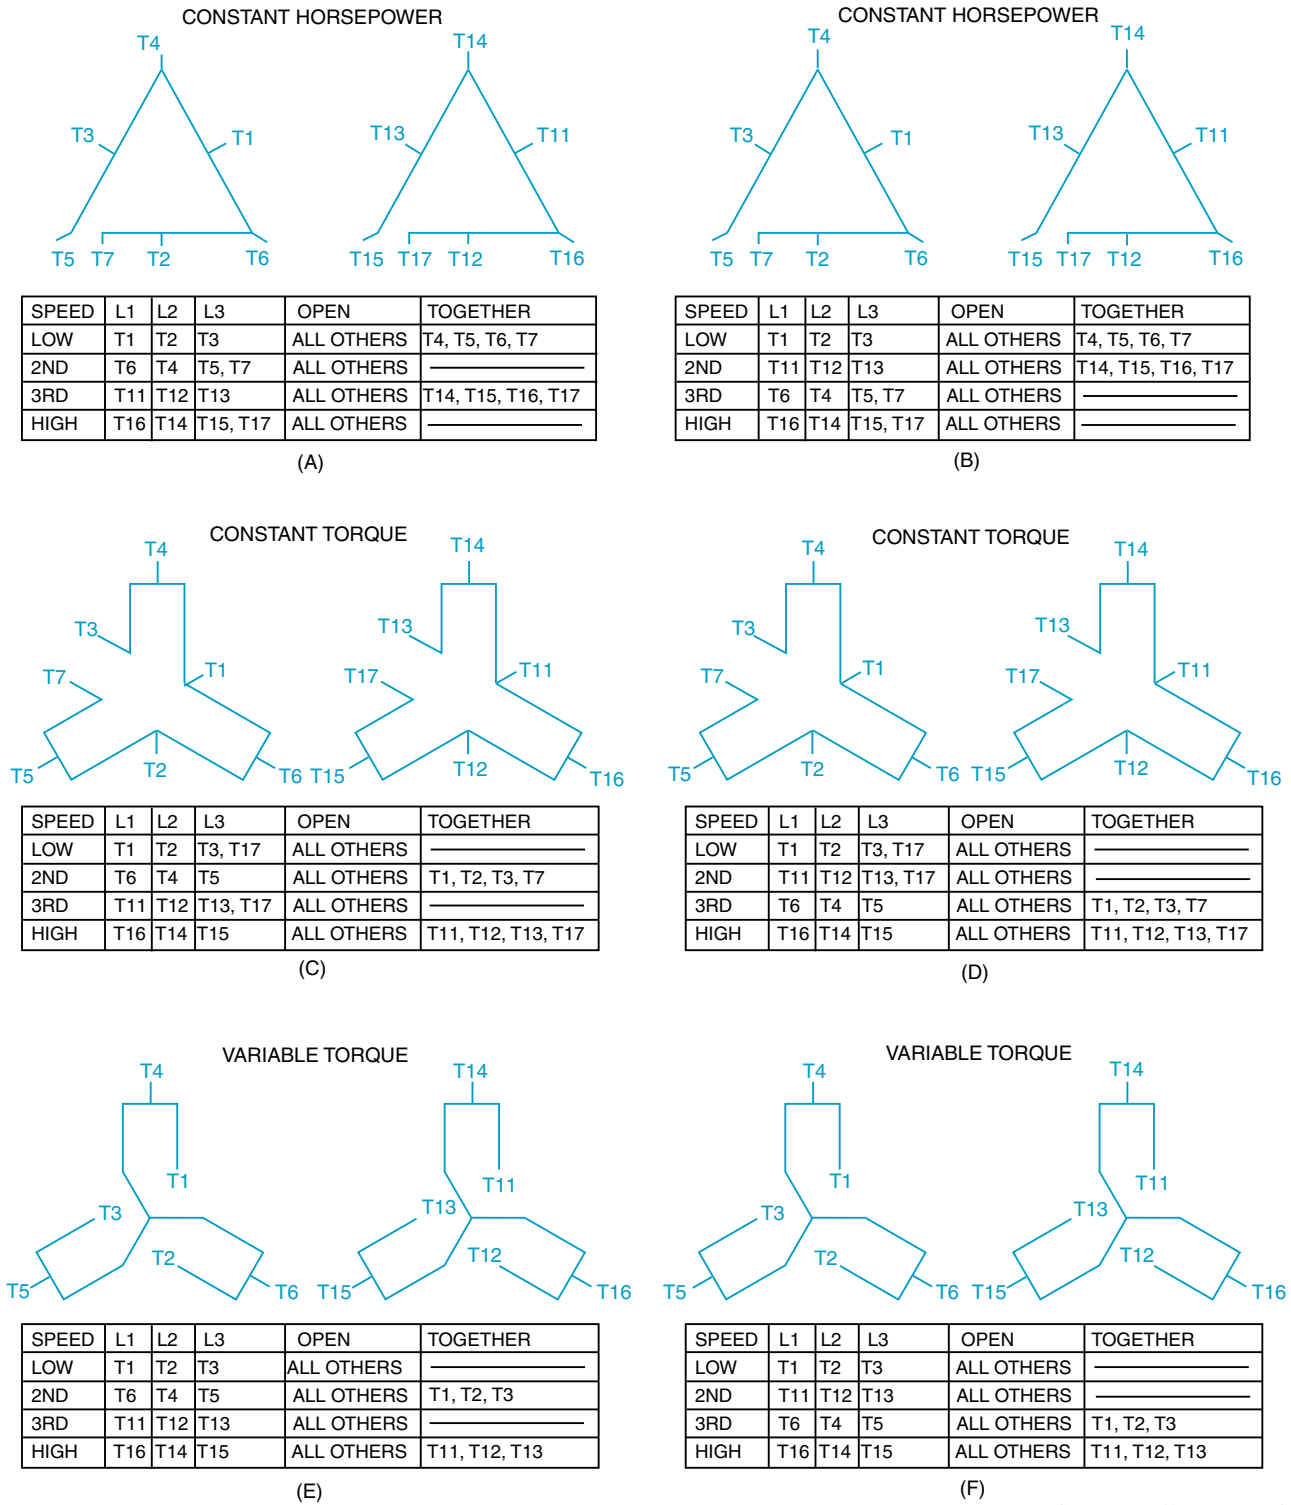 CONSTANT HORSEPOWER
T4 T14
T3 T1 T13 T11
T5 T7 T2 T6 T15 T17 T12 T16
SPEED L1 L2 L3 OPEN TOGETHER
LOW T1 T2 T3 ALL OTHERS T4, T5, T6, T7
2ND T6 T4 T5, T7 ALL OTHERS
3RD T11 T12 T13 ALL OTHERS T14, T15, T16, T17
HIGH T16 T14 T15, T17 ALL OTHERS
(A)
CONSTANT HORSEPOWER
T4 T14
T3 T1 T13 T11
T5 T7 T2 T6 T15 T17 T12 T16
SPEED L1 L2 L3 OPEN TOGETHER
LOW T1 T2 T3 ALL OTHERS T4, T5, T6, T7
2ND T11 T12 T13 ALL OTHERS T14, T15, T16, T17
3RD T6 T4 T5, T7 ALL OTHERS
HIGH T16 T14 T15, T17 ALL OTHERS
(B)
CONSTANT TORQUE
T4 T14
T3 T13
T7 T1 T17 T11
T5 T2 T6 T15 T12 T16
SPEED L1 L2 L3 OPEN TOGETHER
LOW T1 T2 T3, T17 ALL OTHERS
2ND T6 T4 T5 ALL OTHERS T1, T2, T3, T7
3RD T11 T12 T13, T17 ALL OTHERS
HIGH T16 T14 T15 ALL OTHERS T11, T12, T13, T17
(C)
CONSTANT TORQUE
T4 T14
T3 T13
T7 T1 T17 T11
T5 T2 T6 T15 T12 T16
SPEED L1 L2 L3 OPEN TOGETHER
LOW T1 T2 T3, T17 ALL OTHERS
2ND T11 T12 T13, T17 ALL OTHERS
3RD T6 T4 T5 ALL OTHERS T1, T2, T3, T7
HIGH T16 T14 T15 ALL OTHERS T11, T12, T13, T17
(D)
VARIABLE TORQUE
T4 T14
T1 T11
T3 T13
T2 T12
T5 T6 T15 T16
SPEED L1 L2 L3 OPEN TOGETHER
LOW T1 T2 T3 ALL OTHERS
2ND T6 T4 T5 ALL OTHERS T1, T2, T3
3RD T11 T12 T13 ALL OTHERS
HIGH T16 T14 T15 ALL OTHERS T11, T12, T13
(E)
VARIABLE TORQUE
T4 T14
T1 T11
T3 T13
T2 T12
T5 T6 T15 T16
SPEED L1 L2 L3 OPEN TOGETHER
LOW T1 T2 T3 ALL OTHERS
2ND T11 T12 T13 ALL OTHERS
3RD T6 T4 T5 ALL OTHERS T1, T2, T3
HIGH T16 T14 T15 ALL OTHERS T11, T12, T13
(F)